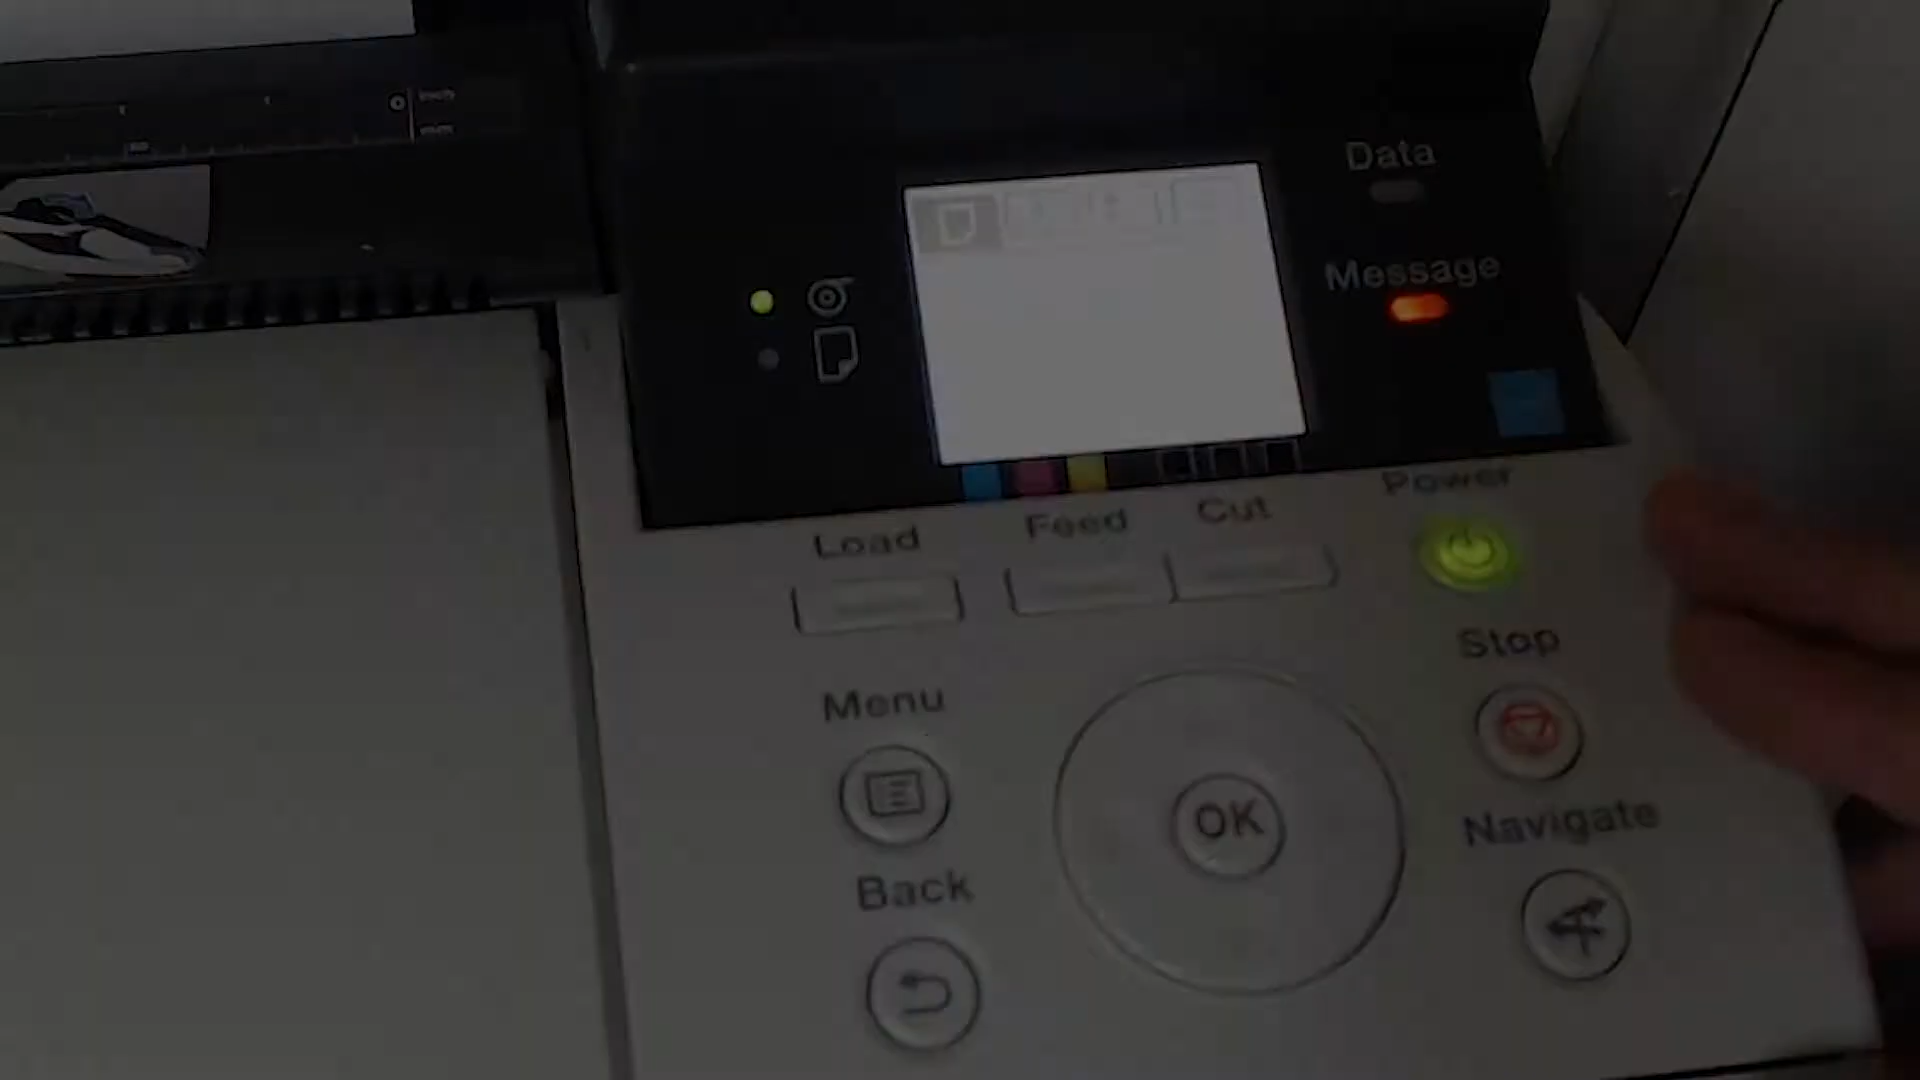 Data
Message
Power
Load
Feed
Cut
Stop
Menu
OK
Navigate
Back